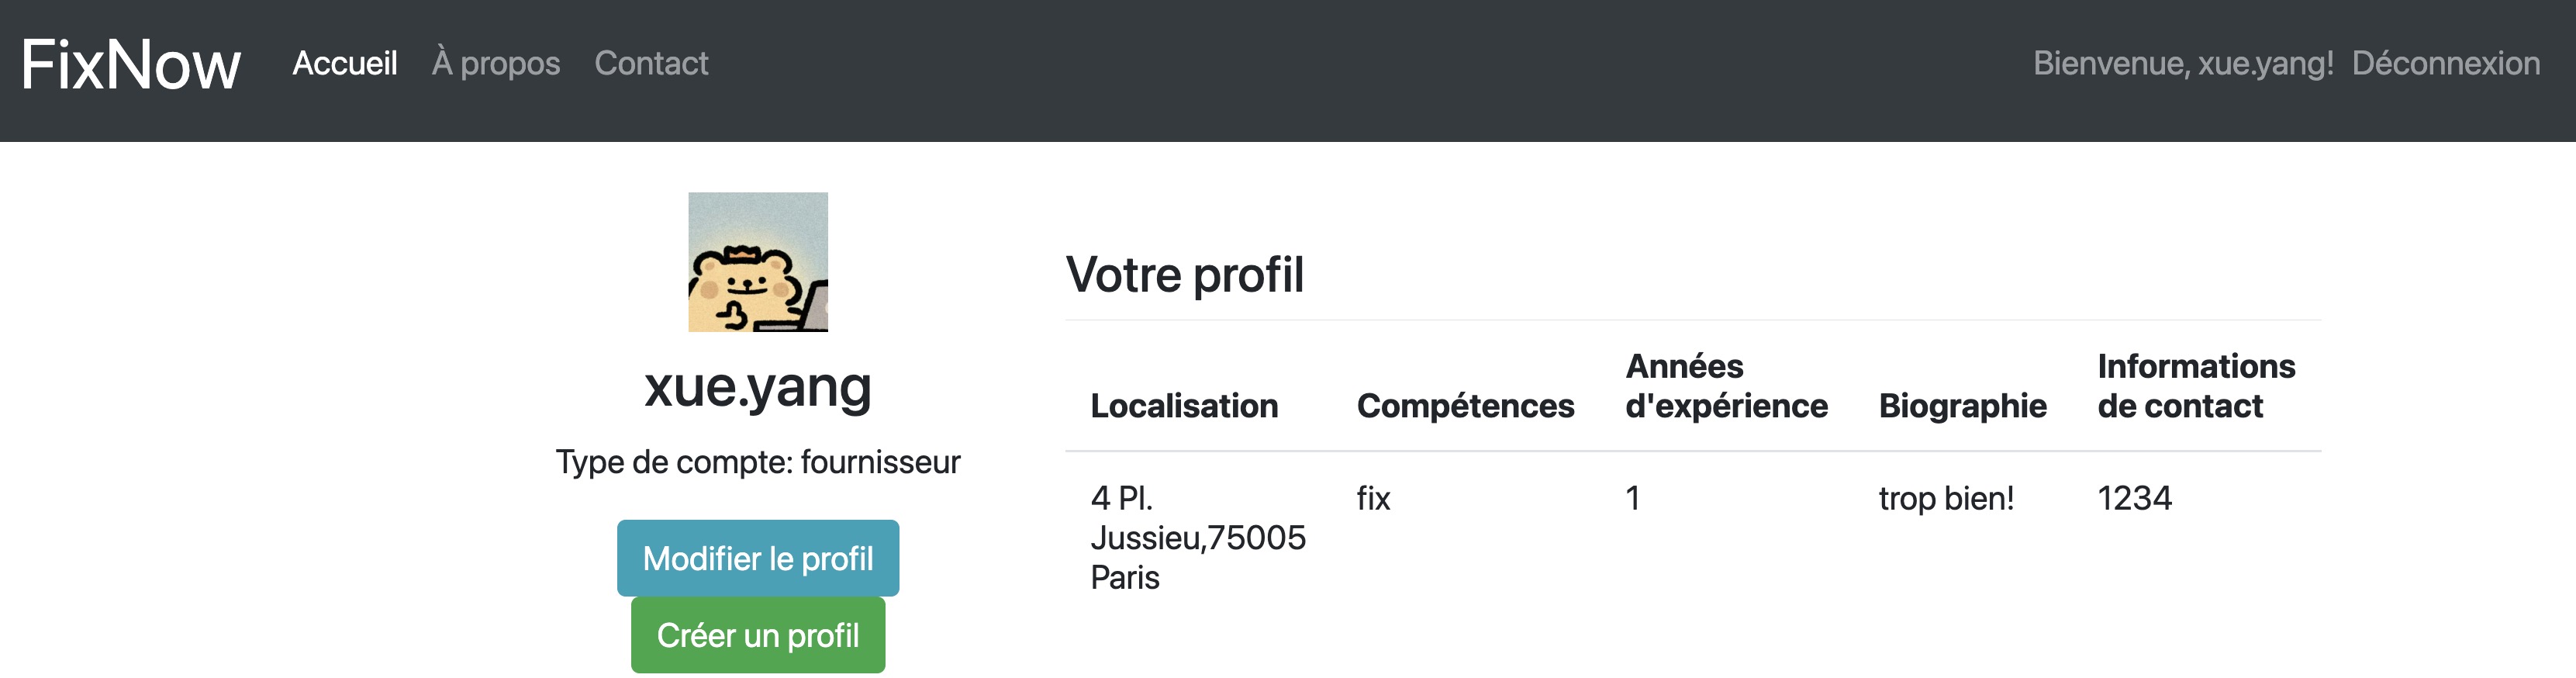 FixNow Accueil À propos Contact Bienvenue, xue.yang! Déconnexion
xue.yang
Type de compte: fournisseur
Modifier le profil
Créer un profil
Votre profil
Localisation Compétences Années d'expérience Biographie Informations de contact
4 Pl. Jussieu,75005 Paris fix 1 trop bien! 1234